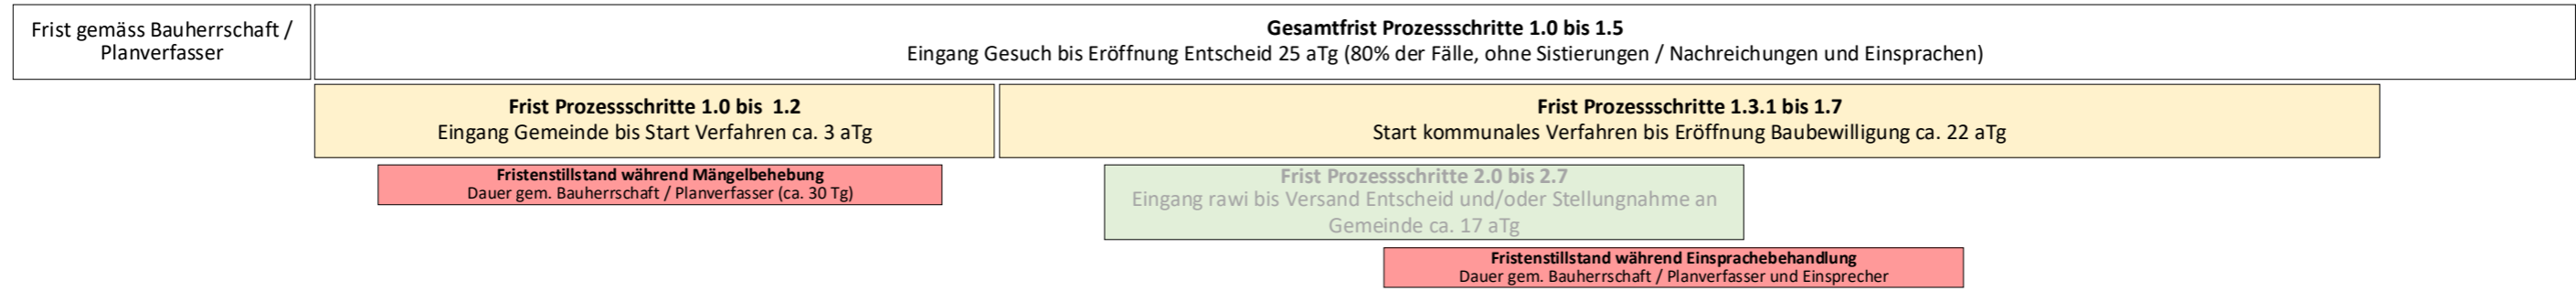 Frist gemäss Bauherrschaft /
Planverfasser
Gesamtfrist Prozessschritte 1.0 bis 1.5
Eingang Gesuch bis Eröffnung Entscheid 25 aTg (80% der Fälle, ohne Sistierungen / Nachreichungen und Einsprachen)
Frist Prozessschritte 1.0 bis  1.2
Eingang Gemeinde bis Start Verfahren ca. 3 aTg
Frist Prozessschritte 1.3.1 bis 1.7
Start kommunales Verfahren bis Eröffnung Baubewilligung ca. 22 aTg
Fristenstillstand während Mängelbehebung
Dauer gem. Bauherrschaft / Planverfasser (ca. 30 Tg)
Frist Prozessschritte 2.0 bis 2.7
Eingang rawi bis Versand Entscheid und/oder Stellungnahme an
Gemeinde ca. 17 aTg
Fristenstillstand während Einsprachebehandlung
Dauer gem. Bauherrschaft / Planverfasser und Einsprecher